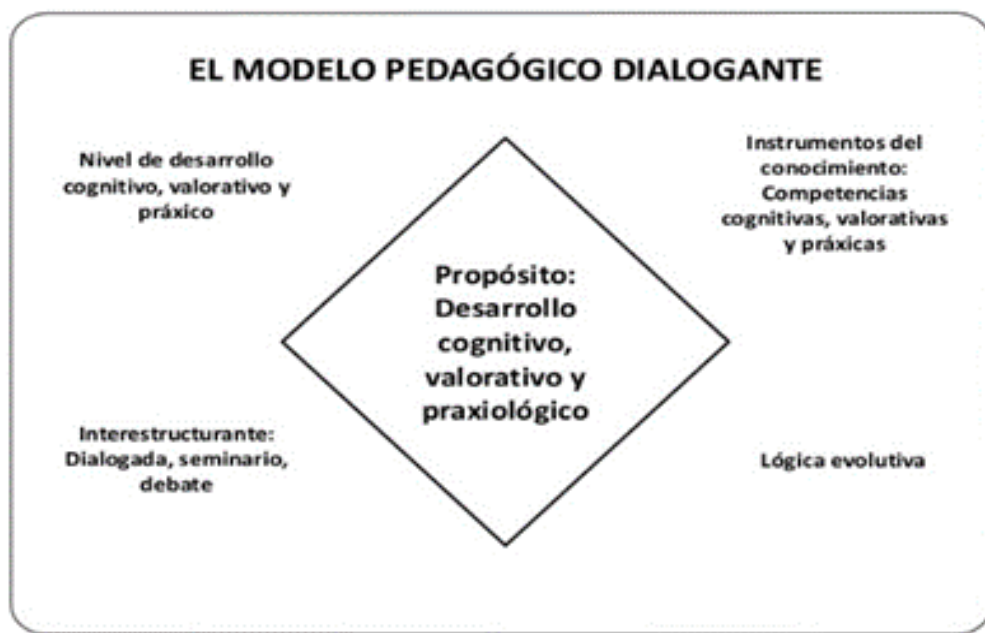 EL MODELO PEDAGÓGICO DIALOGANTE
Nivel de desarrollo
cognitivo, valorativo y
práxico
Instrumentos del
conocimiento:
Competencias
cognitivas, valorativas
y práxicas
Propósito:
Desarrollo
cognitivo,
valorativo y
praxiológico
Interestructurante:
Dialogada, seminario,
debate
Lógica evolutiva